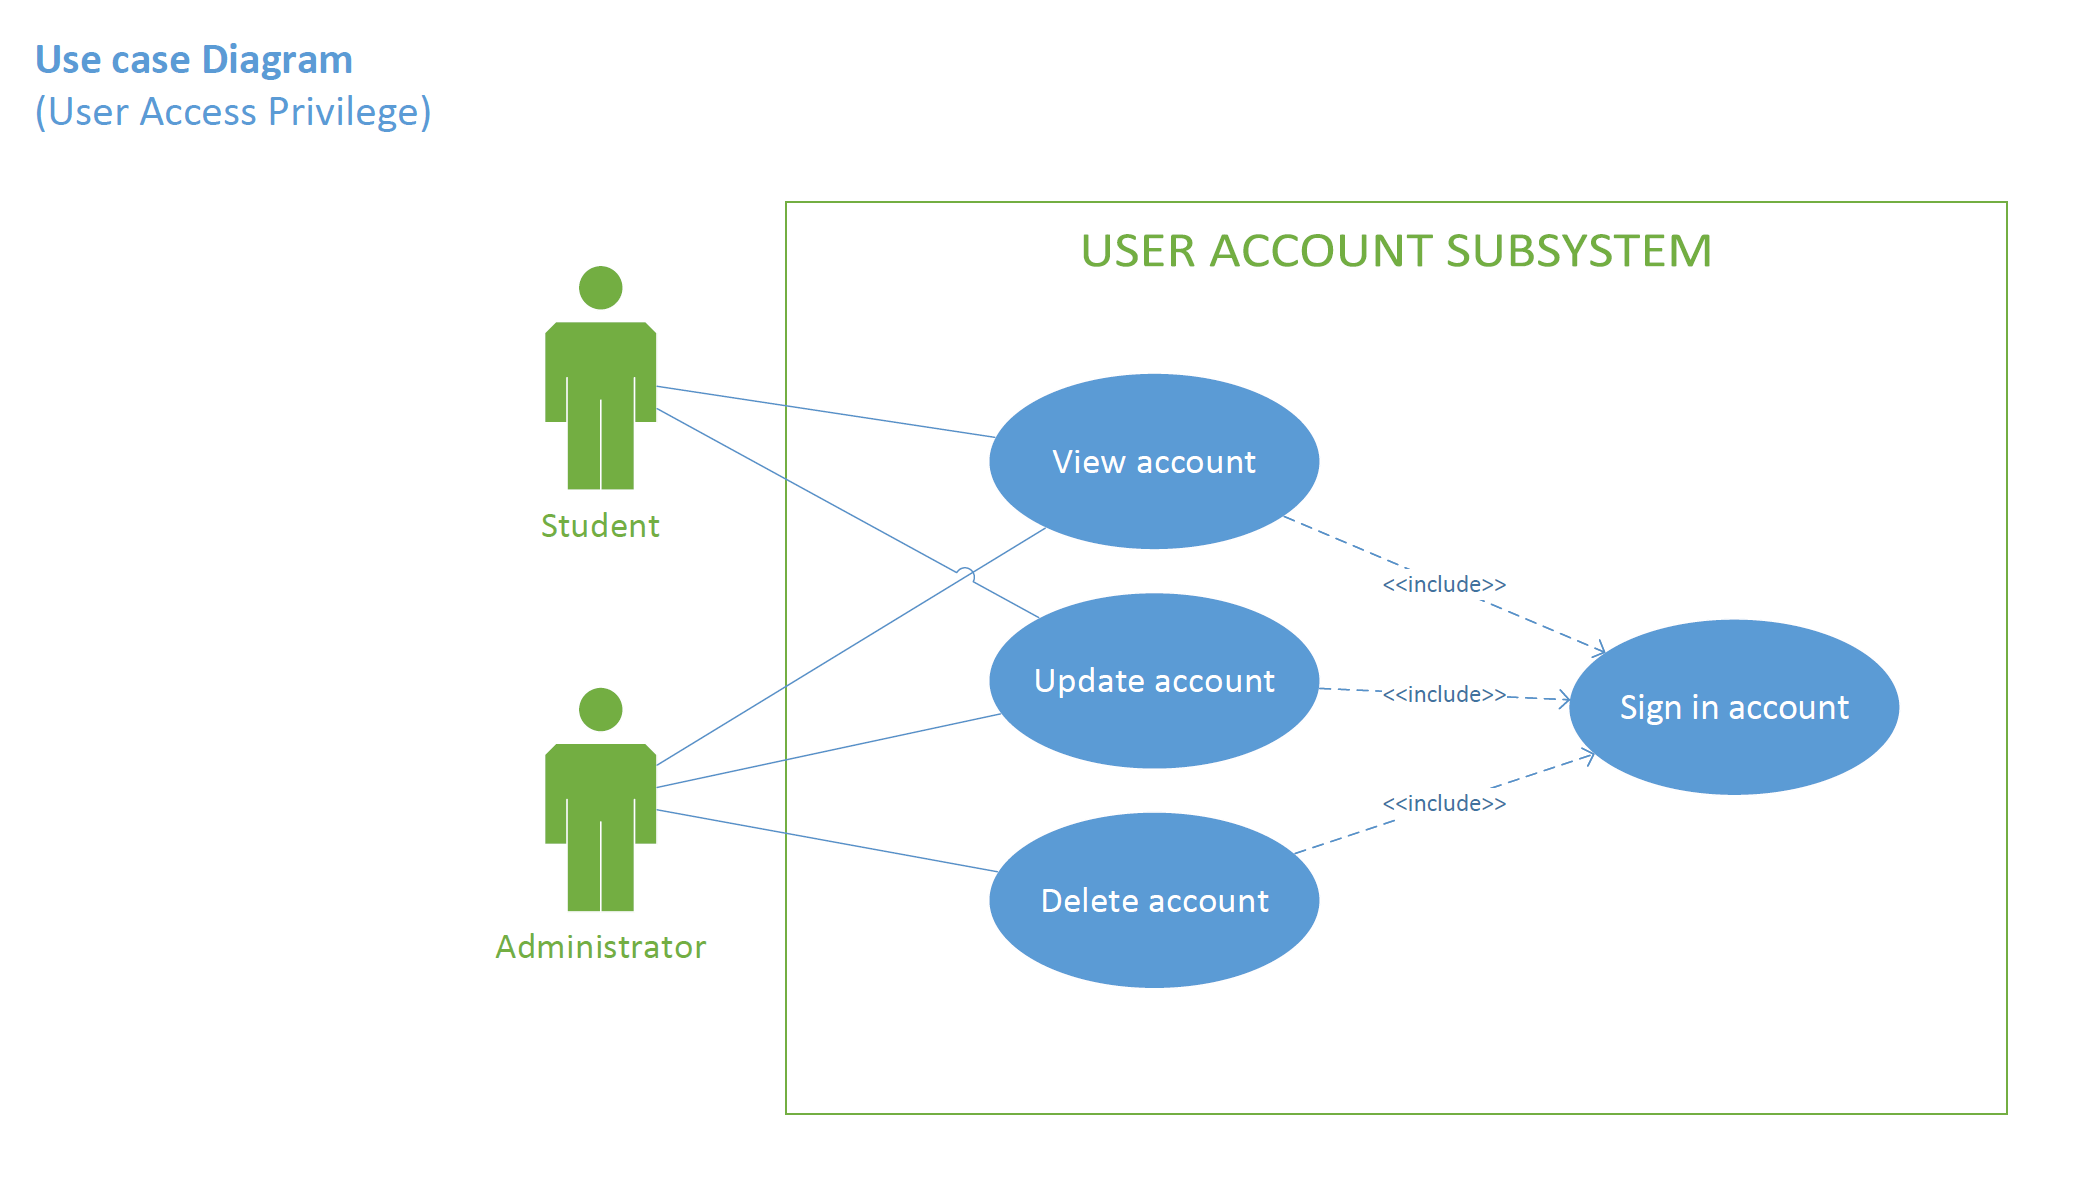 Use case Diagram
(User Access Privilege)
USER ACCOUNT SUBSYSTEM
View account
Student
<<include>>
Update account
<<include>>
Sign in account
<<include>>
Delete account
Administrator